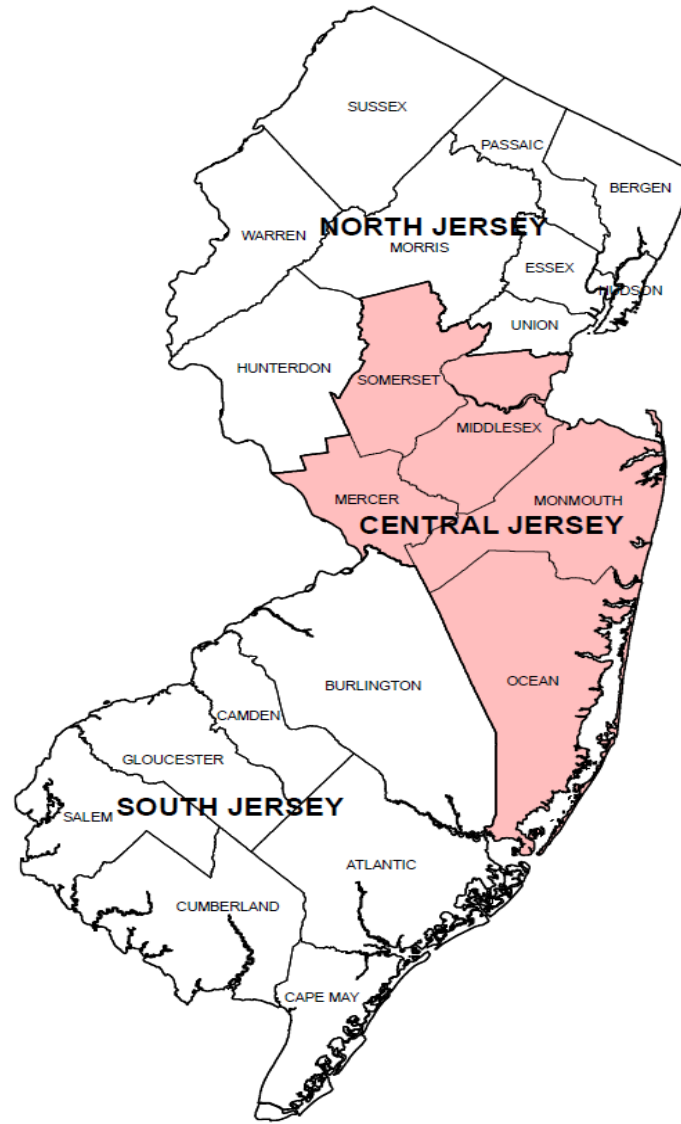 SUSSEX
PASSAIC
BERGEN
NORTH JERSEY
WARREN
MORRIS
ESSEX
HUDSON
UNION
HUNTERDON
SOMERSET
MIDDLESEX
MERCER
MONMOUTH
CENTRAL JERSEY
OCEAN
BURLINGTON
CAMDEN
GLOUCESTER
SOUTH JERSEY
SALEM
ATLANTIC
CUMBERLAND
CAPE MAY